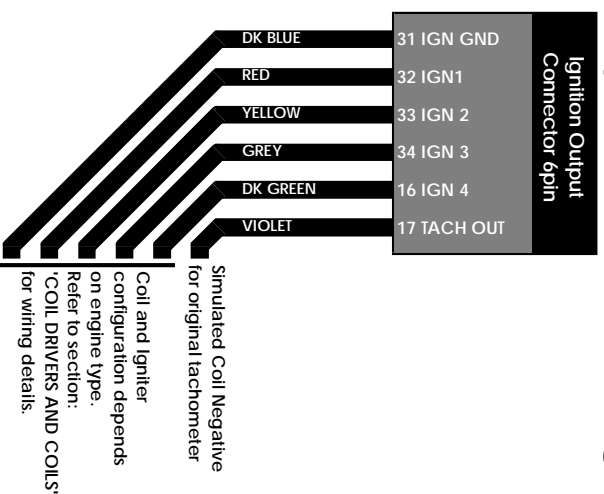 DK BLUE
31 IGN GND
RED
32 IGN1
YELLOW
33 IGN 2
GREY
34 IGN 3
DK GREEN
16 IGN 4
VIOLET
17 TACH OUT
Ignition Output
Connector 6pin
Simulated Coil Negative
for original tachometer
Coil and Igniter
configuration depends
on engine type.
Refer to section:
'COIL DRIVERS AND COILS'
for wiring details.